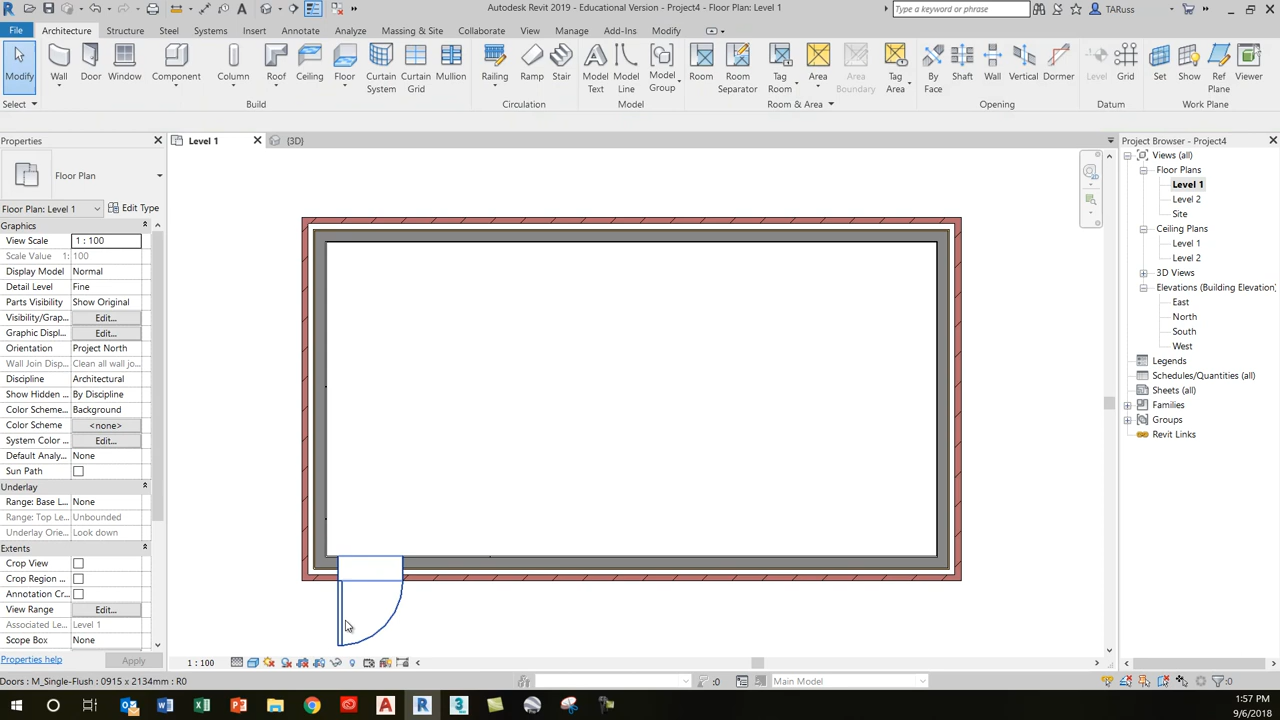 Autodesk Revit 2019 - Educational Version - Project4 - Floor Plan: Level 1
Type a keyword or phrase
TARuss
File
Architecture
Structure
Steel
Systems
Insert
Annotate
Analyze
Massing & Site
Collaborate
View
Manage
Add-Ins
Modify
Modify
Wall
Door
Window
Component
Column
Roof
Ceiling
Floor
Curtain System
Curtain Grid
Mullion
Railing
Ramp
Stair
Model Text
Model Line
Model Group
Room
Room Separator
Tag Room
Area
Area Boundary
Tag Area
By Face
Shaft
Wall
Vertical
Dormer
Level
Grid
Set
Show
Ref Plane
Viewer
Select
Build
Circulation
Model
Room & Area
Opening
Datum
Work Plane
Properties
Level 1
{3D}
Project Browser - Project4
Floor Plan
Floor Plan: Level 1
Edit Type
Graphics
View Scale 1 : 100
Scale Value 1: 100
Display Model Normal
Detail Level Fine
Parts Visibility Show Original
Visibility/Grap... Edit...
Graphic Displ... Edit...
Orientation Project North
Wall Join Disp... Clean all wall jo...
Discipline Architectural
Show Hidden ... By Discipline
Color Scheme... Background
Color Scheme <none>
System Color ... Edit...
Default Analy... None
Sun Path
Underlay
Range: Base L... None
Range: Top Le... Unbounded
Underlay Orie... Look down
Extents
Crop View
Crop Region ...
Annotation Cr...
View Range Edit...
Associated Le... Level 1
Scope Box None
Properties help
Apply
Views (all)
Floor Plans
Level 1
Level 2
Site
Ceiling Plans
Level 1
Level 2
3D Views
Elevations (Building Elevation)
East
North
South
West
Legends
Schedules/Quantities (all)
Sheets (all)
Families
Groups
Revit Links
1 : 100
Doors : M_Single-Flush : 0915 x 2134mm : R0
:0
Main Model
:0
1:57 PM
9/6/2018